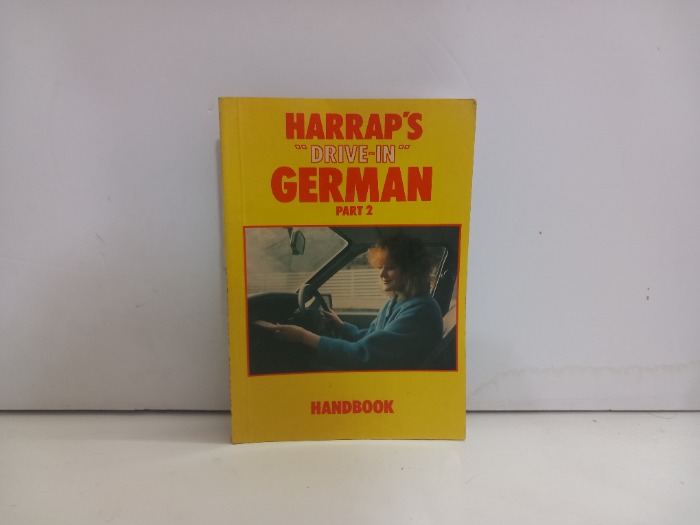 HARRAP'S
"DRIVE-IN"
GERMAN
PART 2
HANDBOOK